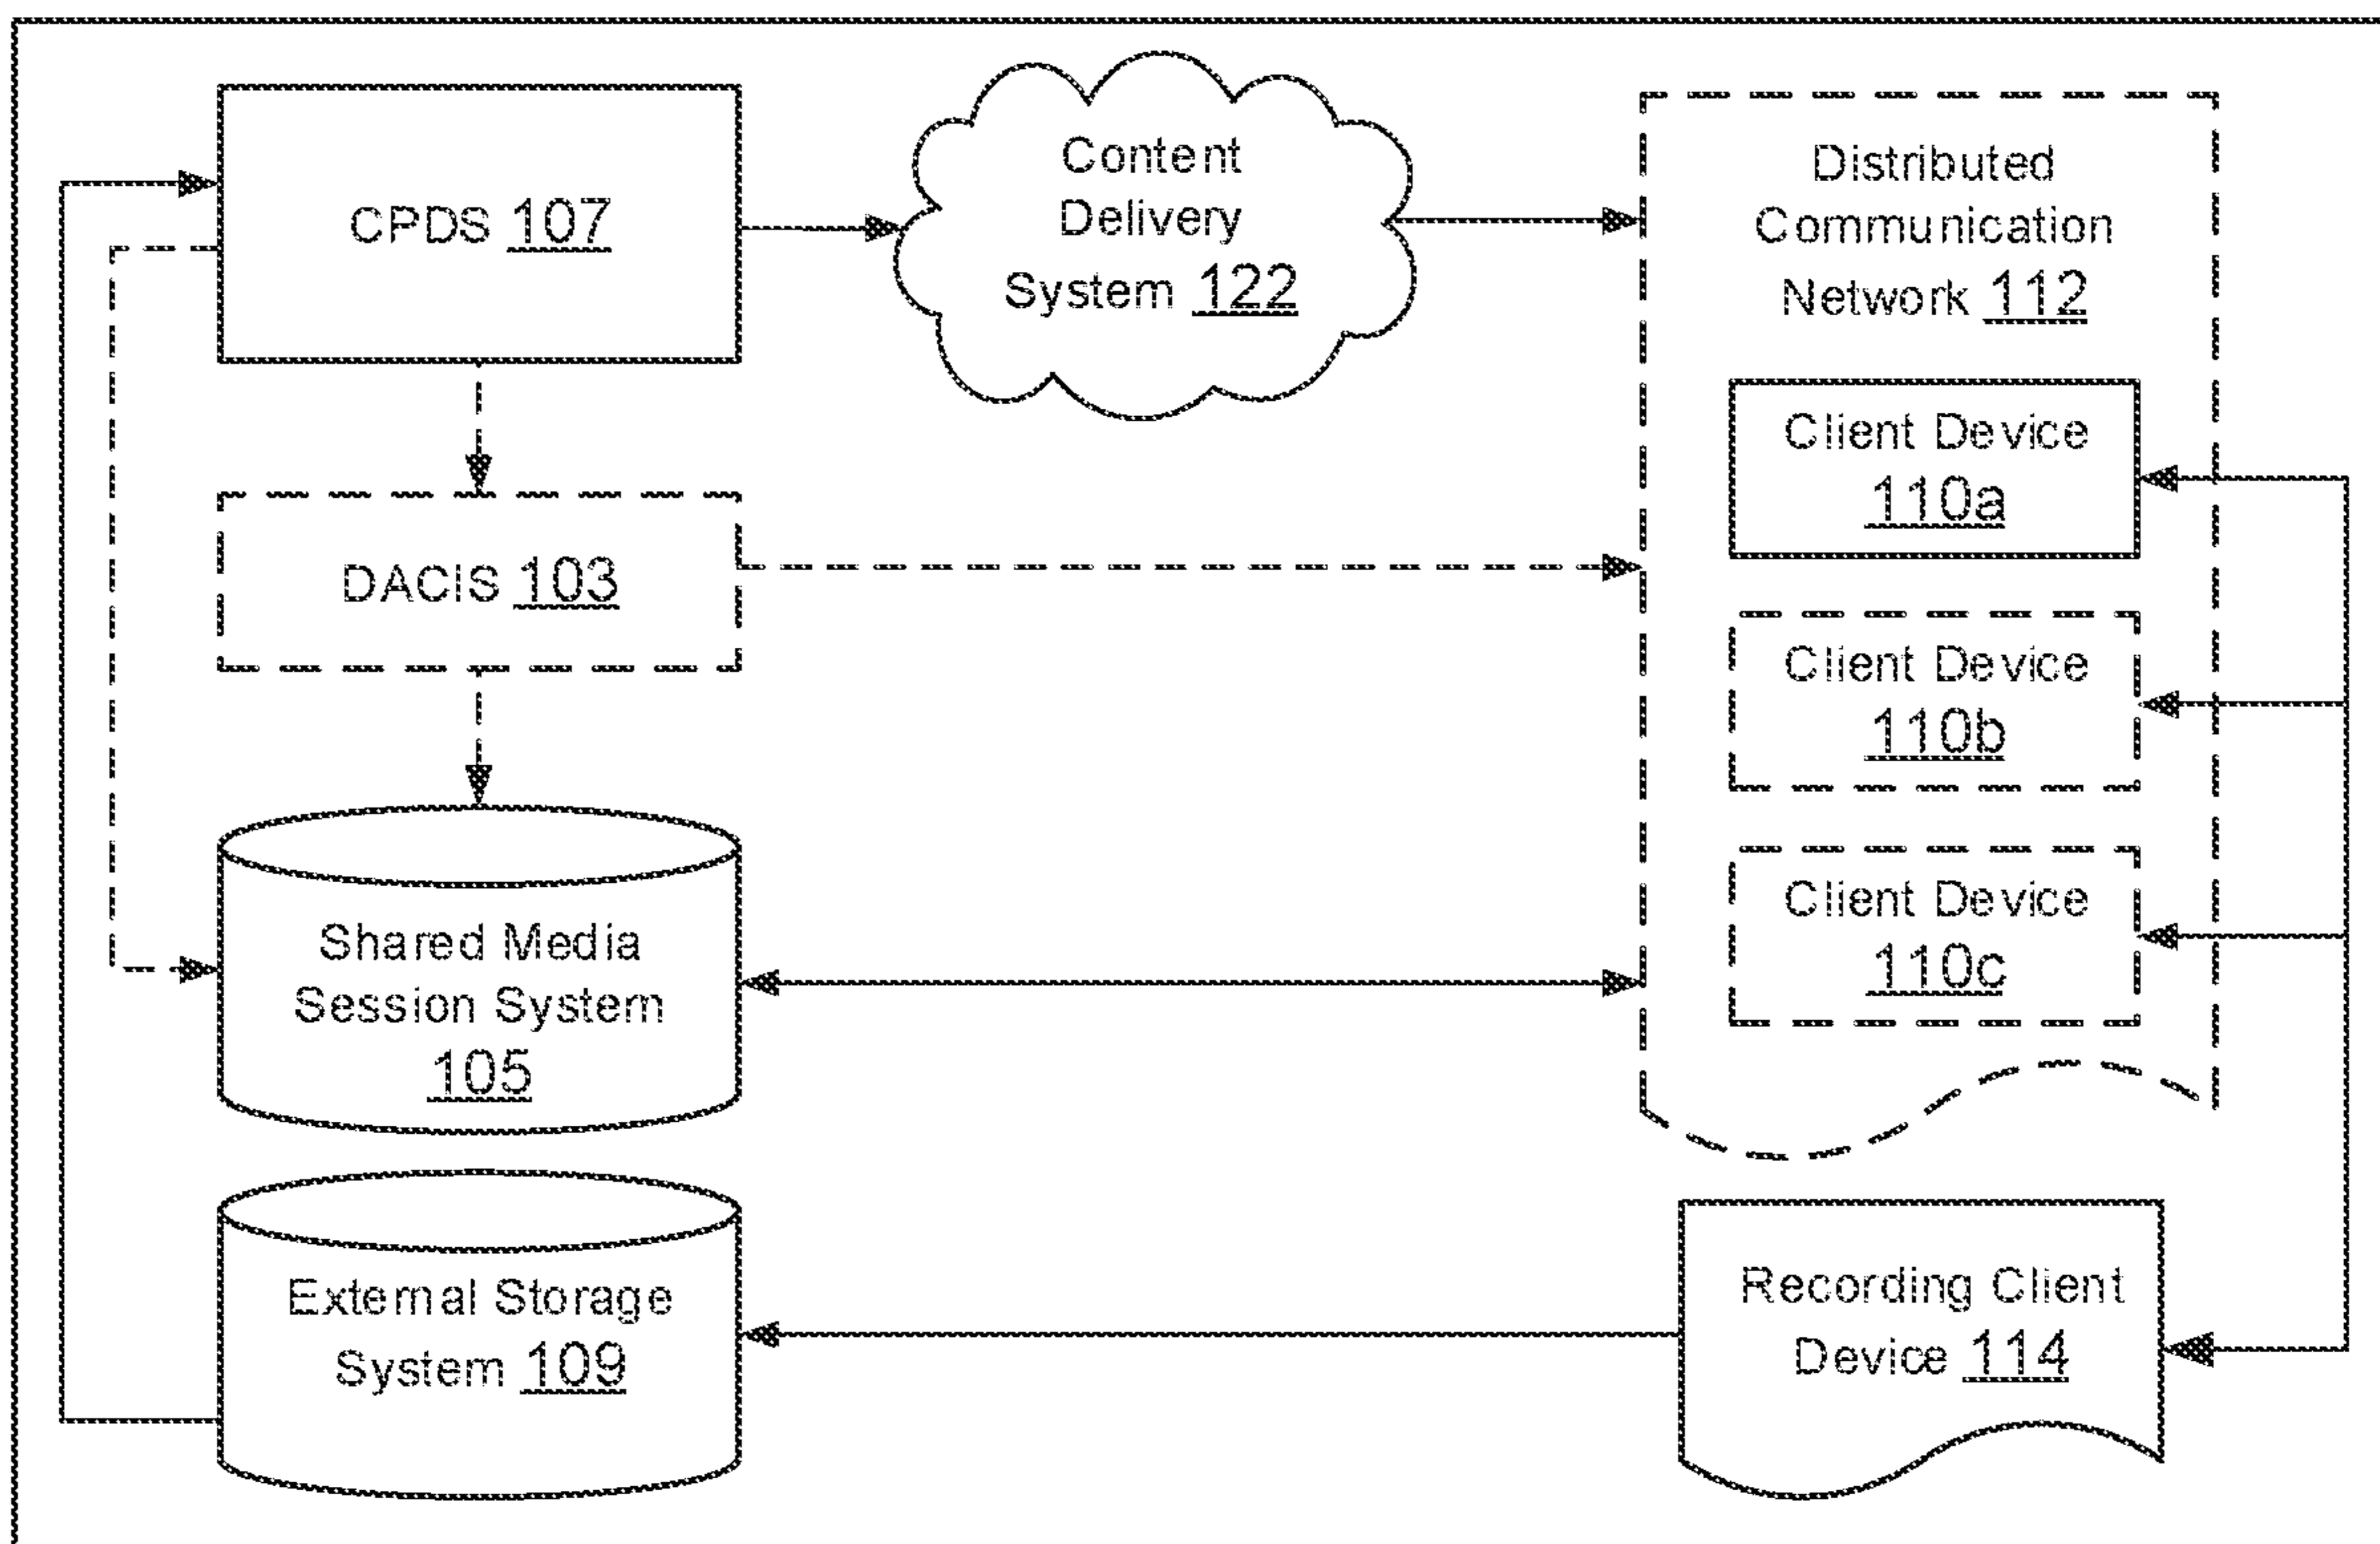 CPDS 107
Content
Delivery
System 122
Distributed
Communication
Network 112
Client Device
110a
DACIS 103
Client Device
110b
Client Device
110c
Shared Media
Session System
105
External Storage
System 109
Recording Client
Device 114